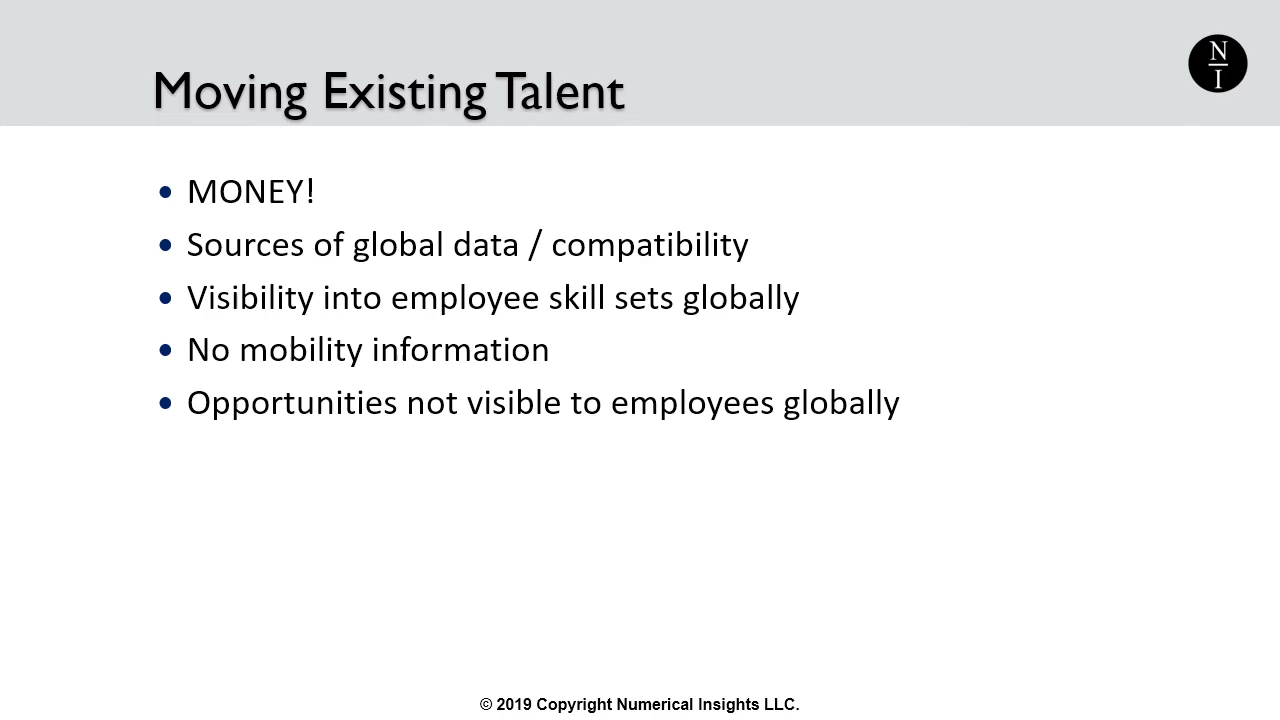 Moving Existing Talent
N
I
• MONEY!
• Sources of global data / compatibility
• Visibility into employee skill sets globally
• No mobility information
• Opportunities not visible to employees globally
© 2019 Copyright Numerical Insights LLC.